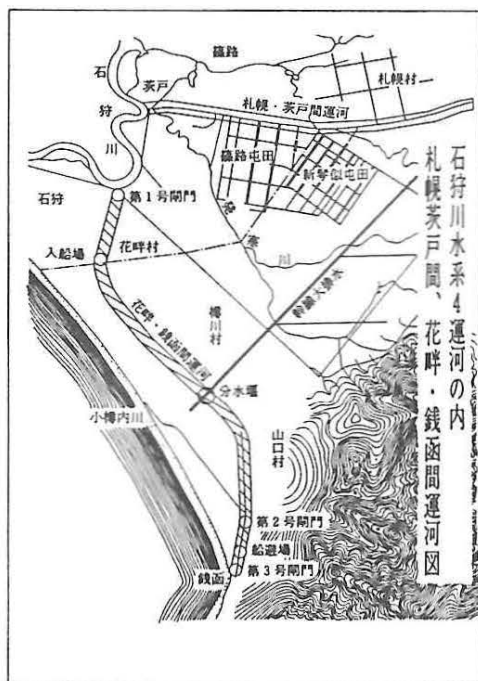 石狩川水系4運河の内
札幌茨戸間、花畔・銭函間運河図
篠路
石狩川
茨戸
札幌村
札幌・茨戸間運河
篠路屯田
新琴似屯田
発寒川
石狩
第1号閘門
入船場
花畔村
樽川村
幹線大排水
花畔・銭函間運河
分水堰
小樽内川
山口村
第2号閘門
船避場
第3号閘門
銭函